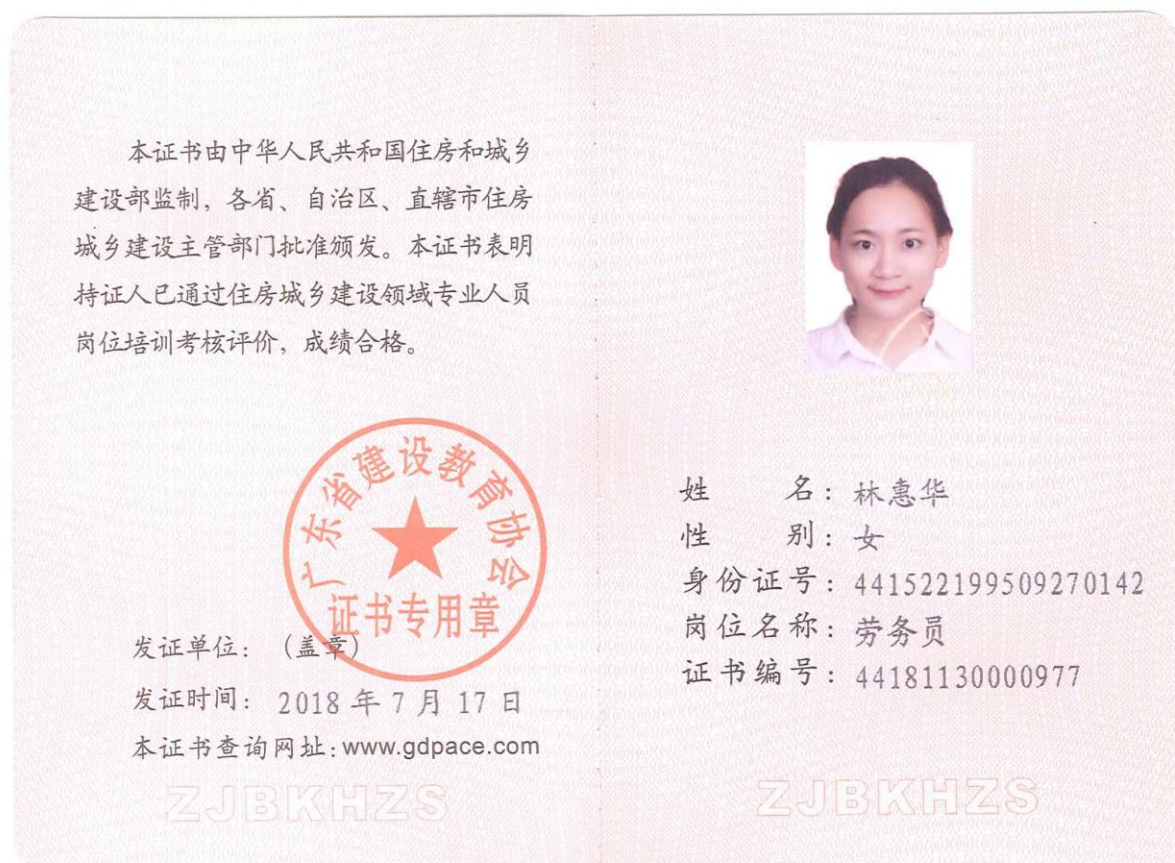 本证书由中华人民共和国住房和城乡
建设部监制，各省、自治区、直辖市住房
城乡建设主管部门批准颁发。本证书表明
持证人已通过住房城乡建设领域专业人员
岗位培训考核评价，成绩合格。
广东省建设教育协会
证书专用章
发证单位：（盖章）
发证时间：2018 年 7 月 17 日
本证书查询网址：www.gdpace.com
ZJBKHZS
姓名：林惠华
性别：女
身份证号：441522199509270142
岗位名称：劳务员
证书编号：44181130000977
ZJBKHZS